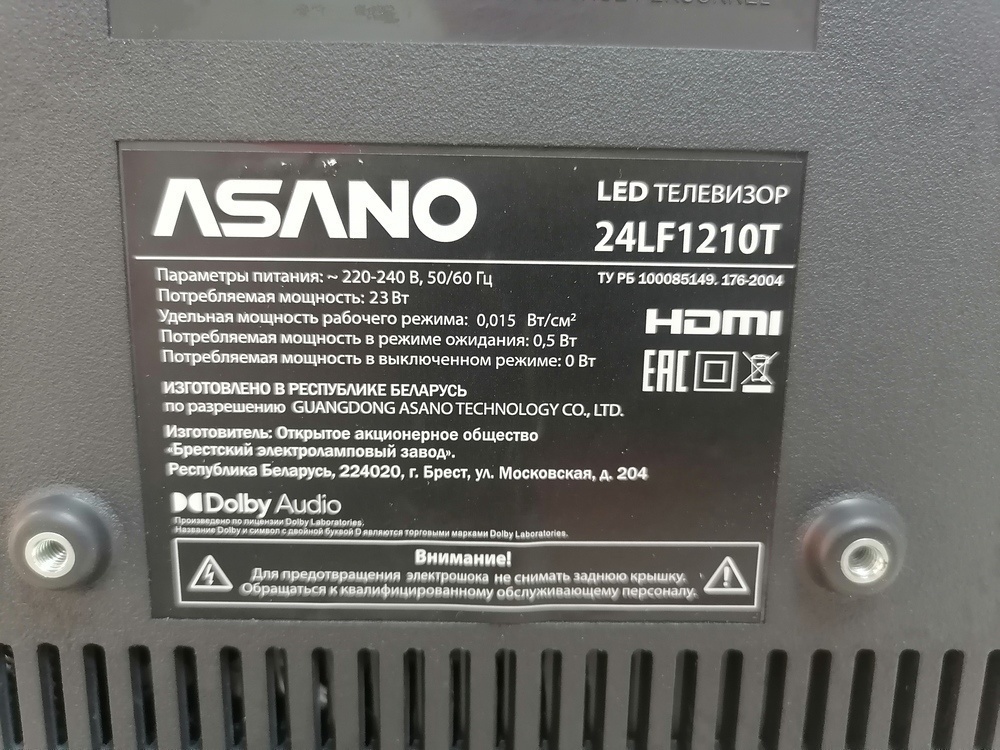 PERSONNEL
ASANO
LED ТЕЛЕВИЗОР
24LF1210T
Параметры питания: ~ 220-240 В, 50/60 Гц
ТУ РБ 100085149. 176-2004
Потребляемая мощность: 23 Вт
Удельная мощность рабочего режима: 0,015 Вт/см²
Потребляемая мощность в режиме ожидания: 0,5 Вт
Потребляемая мощность в выключенном режиме: 0 Вт
HDMI
EAC
ИЗГОТОВЛЕНО В РЕСПУБЛИКЕ БЕЛАРУСЬ
по разрешению GUANGDONG ASANO TECHNOLOGY CO., LTD.
Изготовитель: Открытое акционерное общество
«Брестский электроламповый завод».
Республика Беларусь, 224020, г. Брест, ул. Московская, д. 204
Dolby Audio
Произведено по лицензии Dolby Laboratories.
Название Dolby и символ с двойной буквой D являются торговыми марками Dolby Laboratories.
Внимание!
Для предотвращения электрошока не снимать заднюю крышку.
Обращаться к квалифицированному обслуживающему персоналу.